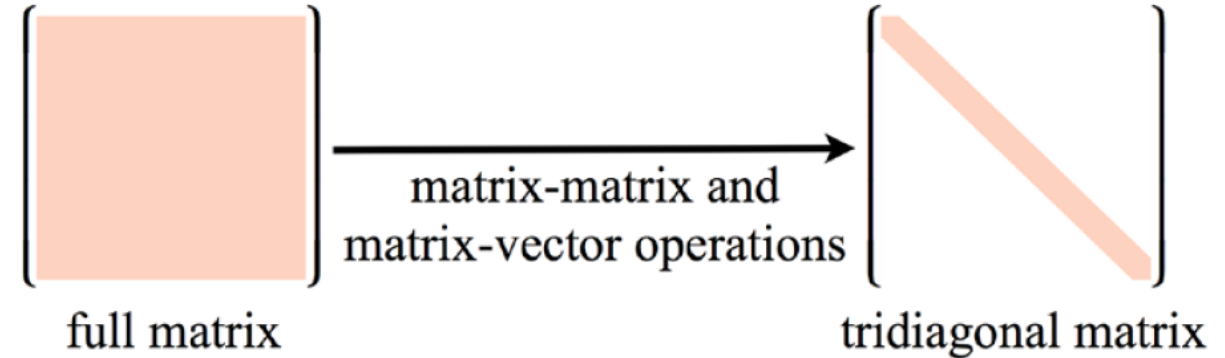 matrix-matrix and
matrix-vector operations
full matrix
tridiagonal matrix